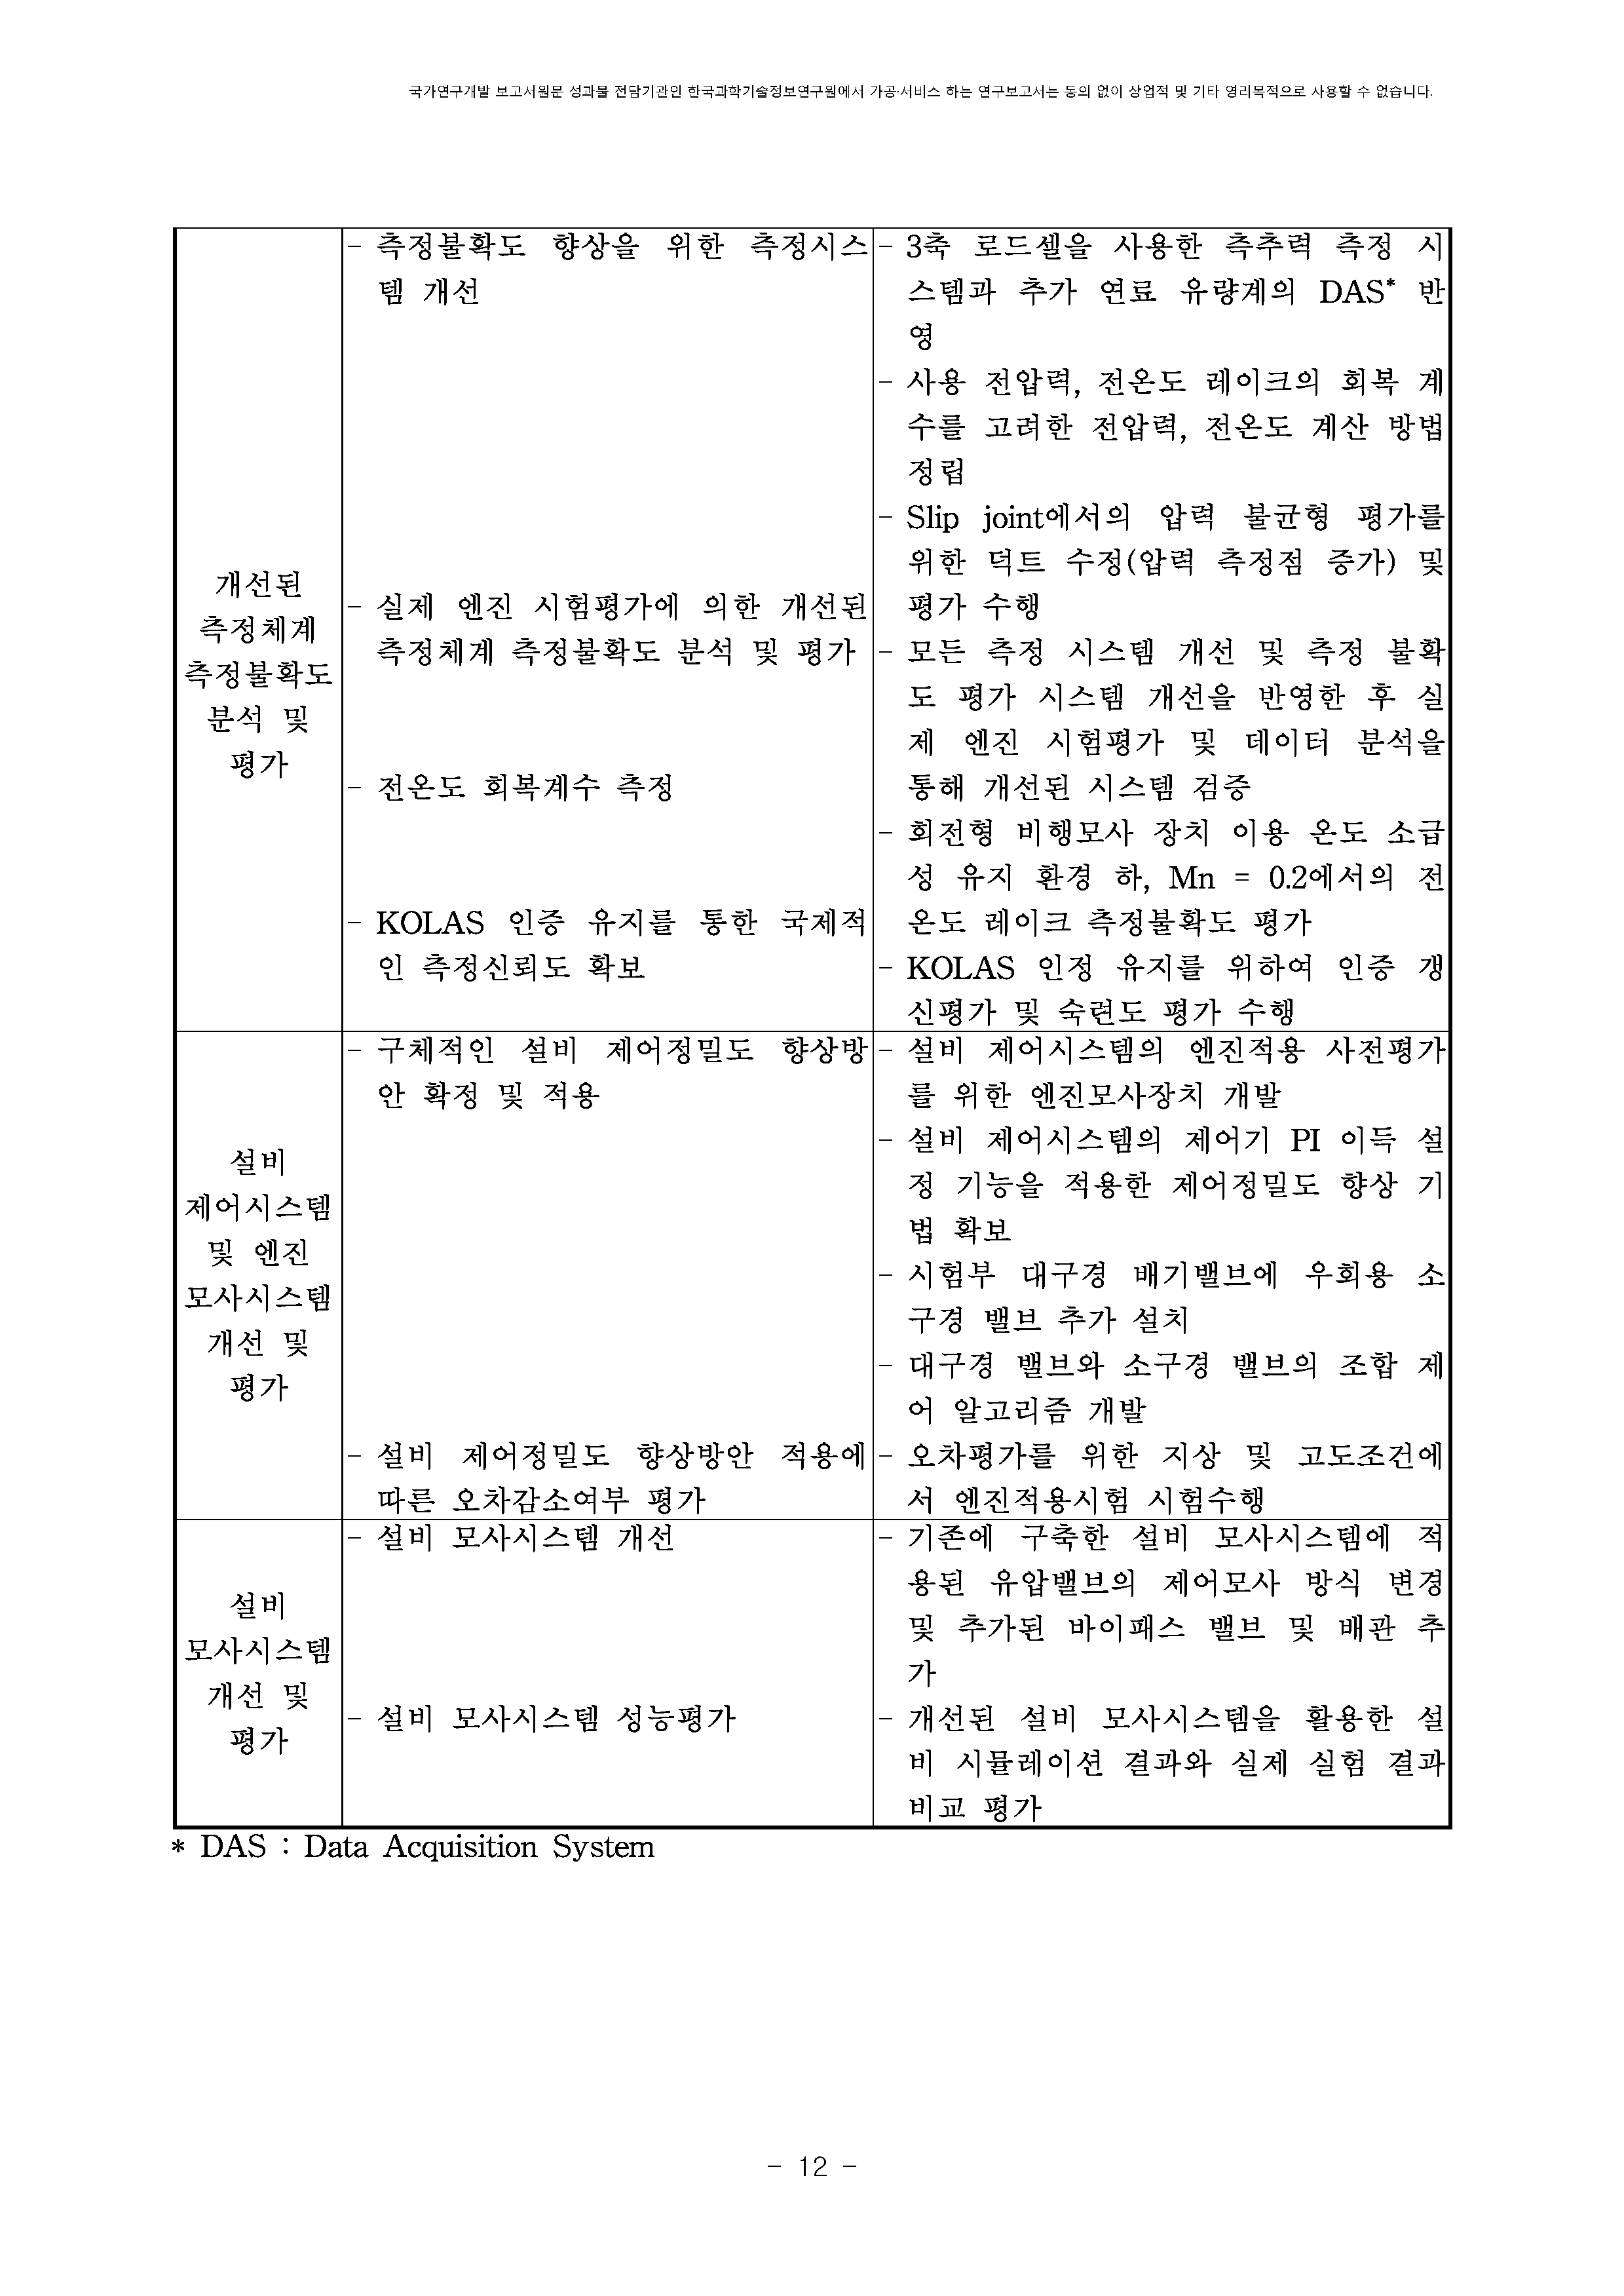 국가연구개발 보고서원문 성과물 전담기관인 한국과학기술정보연구원에서 가공·서비스 하는 연구보고서는 동의 없이 상업적 및 기타 영리목적으로 사용할 수 없습니다.
개선된
측정체계
측정불확도
분석 및
평가
- 측정불확도 향상을 위한 측정시스
템 개선
- 실제 엔진 시험평가에 의한 개선된
측정체계 측정불확도 분석 및 평가
- 전온도 회복계수 측정
- KOLAS 인증 유지를 통한 국제적
인 측정신뢰도 확보
- 3축 로드셀을 사용한 측추력 측정 시
스템과 추가 연료 유량계의 DAS* 반
영
- 사용 전압력, 전온도 레이크의 회복 계
수를 고려한 전압력, 전온도 계산 방법
정립
- Slip joint에서의 압력 불균형 평가를
위한 덕트 수정(압력 측정점 증가) 및
평가 수행
- 모든 측정 시스템 개선 및 측정 불확
도 평가 시스템 개선을 반영한 후 실
제 엔진 시험평가 및 데이터 분석을
통해 개선된 시스템 검증
- 회전형 비행모사 장치 이용 온도 소급
성 유지 환경 하, Mn = 0.2에서의 전
온도 레이크 측정불확도 평가
- KOLAS 인정 유지를 위하여 인증 갱
신평가 및 숙련도 평가 수행
설비
제어시스템
및 엔진
모사시스템
개선 및
평가
- 구체적인 설비 제어정밀도 향상방
안 확정 및 적용
- 설비 제어정밀도 향상방안 적용에
따른 오차감소여부 평가
- 설비 제어시스템의 엔진적용 사전평가
를 위한 엔진모사장치 개발
- 설비 제어시스템의 제어기 PI 이득 설
정 기능을 적용한 제어정밀도 향상 기
법 확보
- 시험부 대구경 배기밸브에 우회용 소
구경 밸브 추가 설치
- 대구경 밸브와 소구경 밸브의 조합 제
어 알고리즘 개발
- 오차평가를 위한 지상 및 고도조건에
서 엔진적용시험 시험수행
설비
모사시스템
개선 및
평가
- 설비 모사시스템 개선
- 설비 모사시스템 성능평가
- 기존에 구축한 설비 모사시스템에 적
용된 유압밸브의 제어모사 방식 변경
및 추가된 바이패스 밸브 및 배관 추
가
- 개선된 설비 모사시스템을 활용한 설
비 시뮬레이션 결과와 실제 실험 결과
비교 평가
* DAS : Data Acquisition System
- 12 -